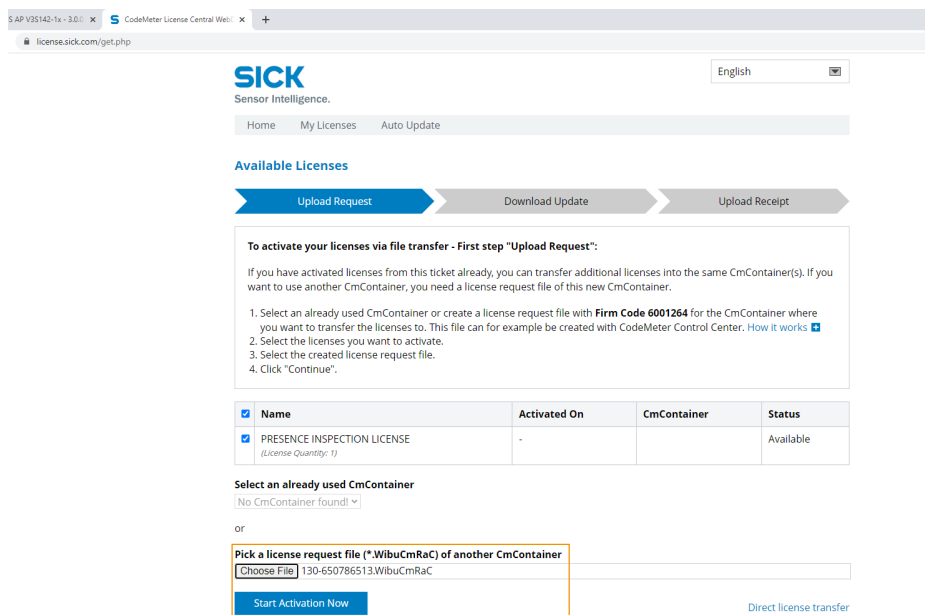 S AP V3S142-1x - 3.0.0
CodeMeter License Central Web
license.sick.com/get.php
SICK
Sensor Intelligence.
English
Home My Licenses Auto Update
Available Licenses
Upload Request Download Update Upload Receipt
To activate your licenses via file transfer - First step "Upload Request":
If you have activated licenses from this ticket already, you can transfer additional licenses into the same CmContainer(s). If you
want to use another CmContainer, you need a license request file of this new CmContainer.
1. Select an already used CmContainer or create a license request file with Firm Code 6001264 for the CmContainer where
you want to transfer the licenses to. This file can for example be created with CodeMeter Control Center. How it works
2. Select the licenses you want to activate.
3. Select the created license request file.
4. Click "Continue".
Name Activated On CmContainer Status
PRESENCE INSPECTION LICENSE - Available
(License Quantity: 1)
Select an already used CmContainer
No CmContainer found!
or
Pick a license request file (*.WibuCmRaC) of another CmContainer
Choose File 130-650786513.WibuCmRaC
Start Activation Now
Direct license transfer